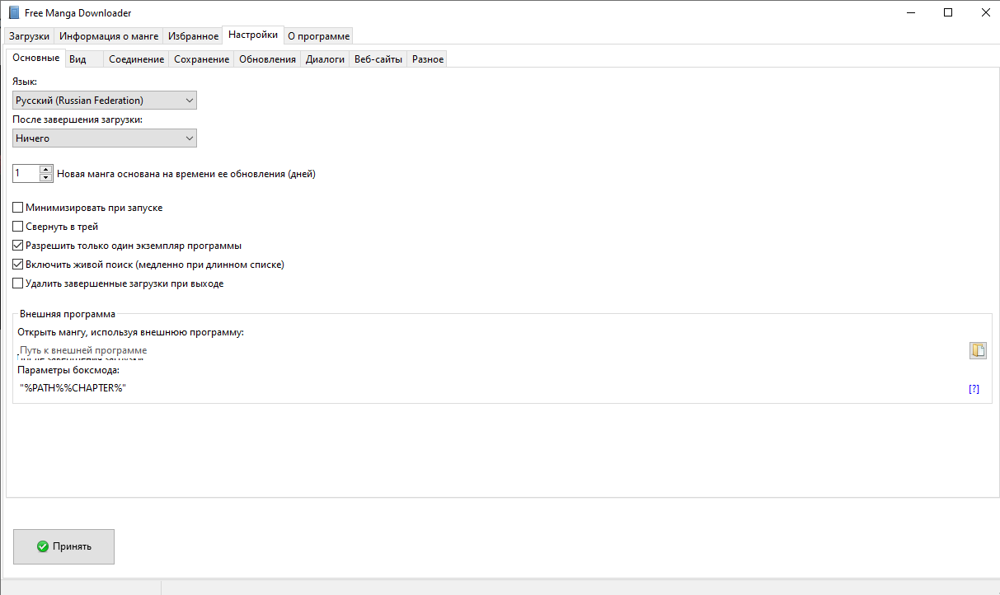 Free Manga Downloader
Загрузки Информация о манге Избранное Настройки О программе
Основные Вид Соединение Сохранение Обновления Диалоги Веб-сайты Разное
Язык:
Русский (Russian Federation)
После завершения загрузки:
Ничего
1 Новая манга основана на времени ее обновления (дней)
Минимизировать при запуске
Свернуть в трей
Разрешить только один экземпляр программы
Включить живой поиск (медленно при длинном списке)
Удалить завершенные загрузки при выходе
Внешняя программа
Открыть мангу, используя внешнюю программу:
Путь к внешней программе
Параметры боксмода:
"%PATH%%CHAPTER%" [?]
Принять